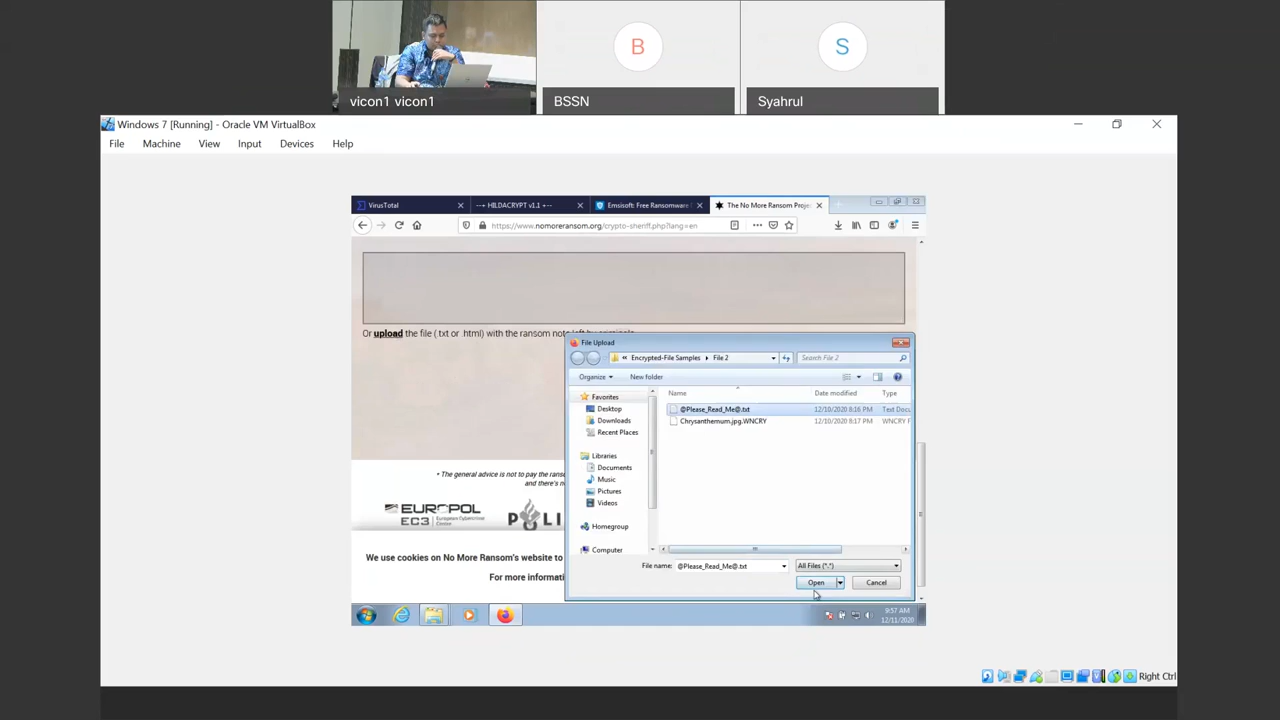 B
S
vicon1 vicon1
BSSN
Syahrul
Windows 7 [Running] - Oracle VM VirtualBox
File Machine View Input Devices Help
VirusTotal
HILDACRYPT v1.1
Emsisoft: Free Ransomware
The No More Ransom Proje
https://www.nomoreransom.org/crypto-sheriff.php?lang=en
Or upload the file (.txt or .html) with the ransom note left by criminals
File Upload
Encrypted-File Samples File 2
Search File 2
Organize New folder
Name Date modified Type
@Please_Read_Me@.txt 12/10/2020 8:16 PM Text Docu
Chrysanthemum.jpg.WNCRY 12/10/2020 8:17 PM WNCRY F
Favorites
Desktop
Downloads
Recent Places
Libraries
Documents
Music
Pictures
Videos
Homegroup
Computer
File name: @Please_Read_Me@.txt All Files (*.*)
Open Cancel
• The general advice is not to pay the
and there's
EUROPOL
EC3 European Cybercrime Centre
POLI
We use cookies on No More Ransom's website to
For more informati
9:57 AM
12/11/2020
Right Ctrl